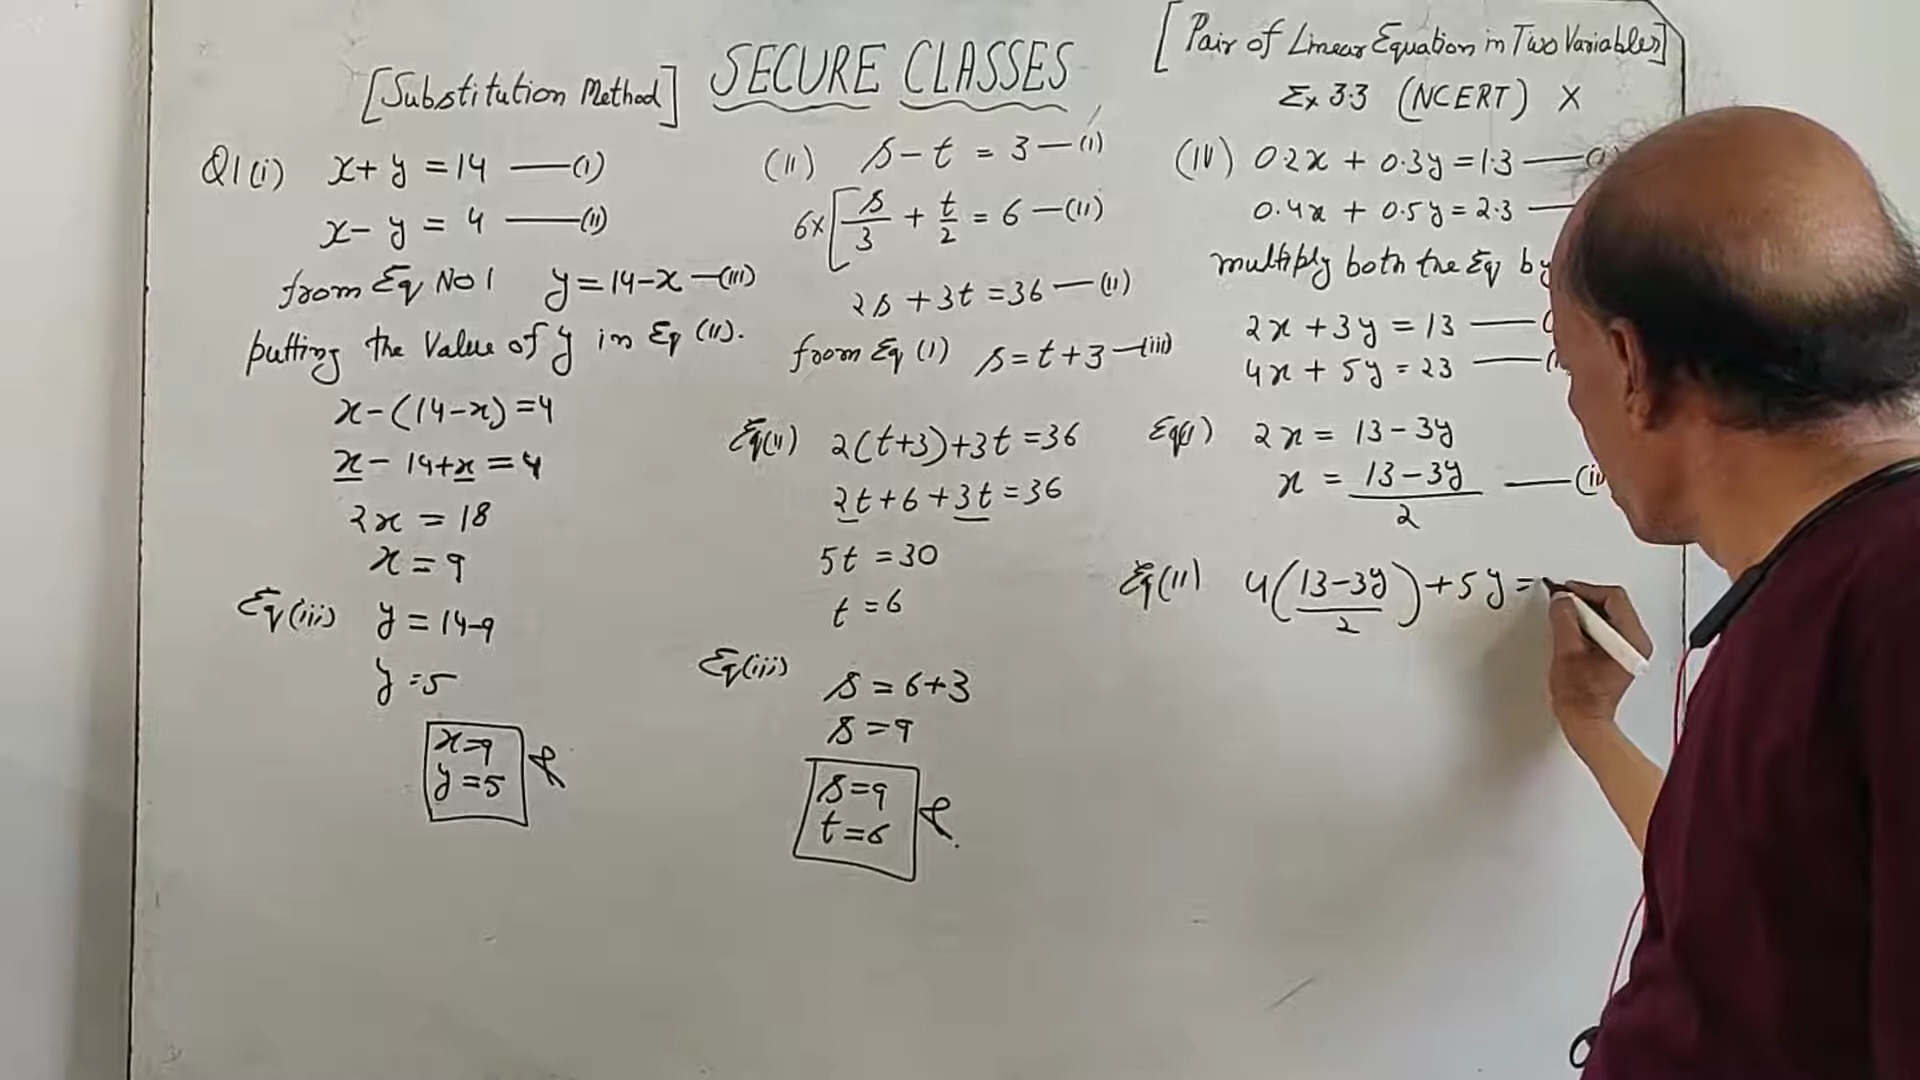 [Substitution Method]
SECURE CLASSES
[Pair of Linear Equation in Two Variables]
Ex 3.3 (NCERT) X
Q1(i) x + y = 14 —(i)
x - y = 4 —(ii)
from Eq No 1 y = 14-x —(iii)
putting the Value of y in Eq (ii).
x-(14-x)=4
x - 14+x = 4
2x = 18
x = 9
Eq(iii) y = 14-9
y = 5
x=9
y=5
(ii) s - t = 3 —(i)
6×[s/3 + t/2 = 6 —(ii)
2s + 3t = 36 —(ii)
from Eq (i) s = t+3 —(iii)
Eq(ii) 2(t+3)+3t = 36
2t+6+3t = 36
5t = 30
t = 6
Eq(iii) s = 6+3
s = 9
s=9
t=6
(iv) 0.2x + 0.3y = 1.3 —
0.4x + 0.5y = 2.3 —
multiply both the Eq by
2x + 3y = 13 —
4x + 5y = 23 —
Eq(i) 2x = 13-3y
x = 13-3y/2 —
Eq(ii) 4(13-3y/2)+5y =